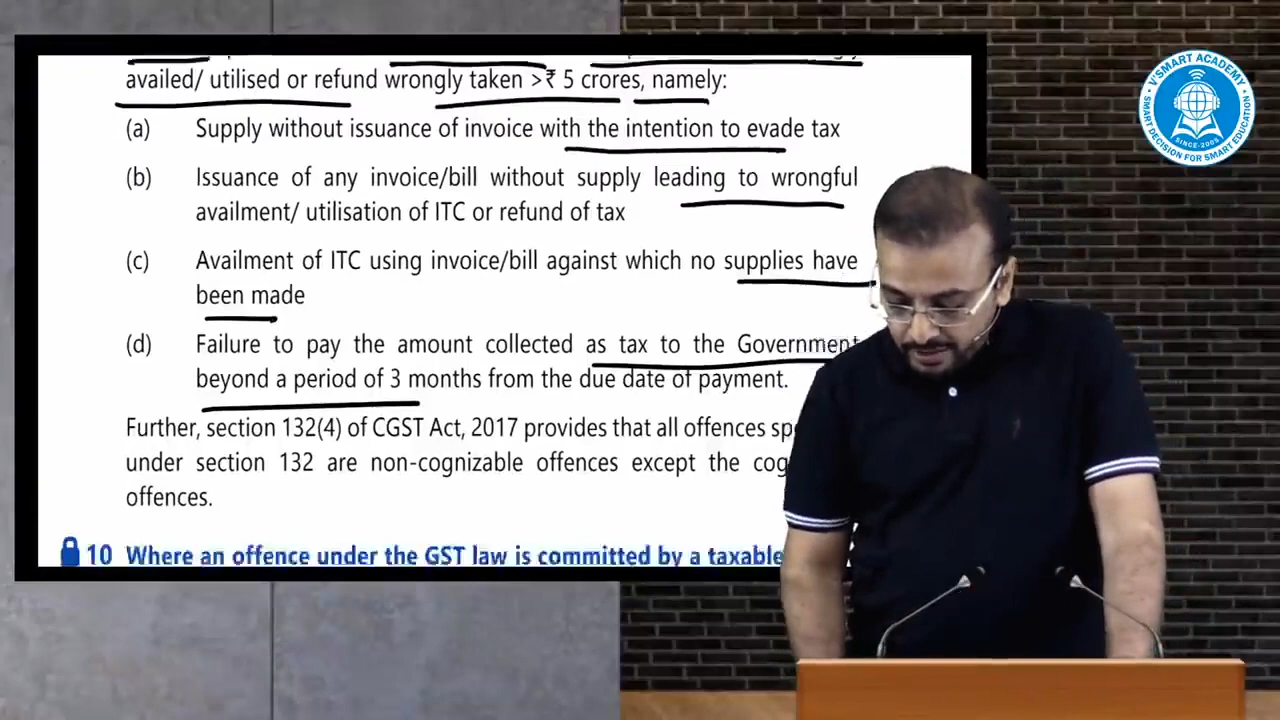 availed/ utilised or refund wrongly taken >₹ 5 crores, namely:
(a) Supply without issuance of invoice with the intention to evade tax
(b) Issuance of any invoice/bill without supply leading to wrongful
availment/ utilisation of ITC or refund of tax
(c) Availment of ITC using invoice/bill against which no supplies have
been made
(d) Failure to pay the amount collected as tax to the Government
beyond a period of 3 months from the due date of payment.
Further, section 132(4) of CGST Act, 2017 provides that all offences
under section 132 are non-cognizable offences except the
offences.
10 Where an offence under the GST law is committed by a taxable
V'SMART ACADEMY
SMART DECISION FOR SMART EDUCATION
SINCE-2005